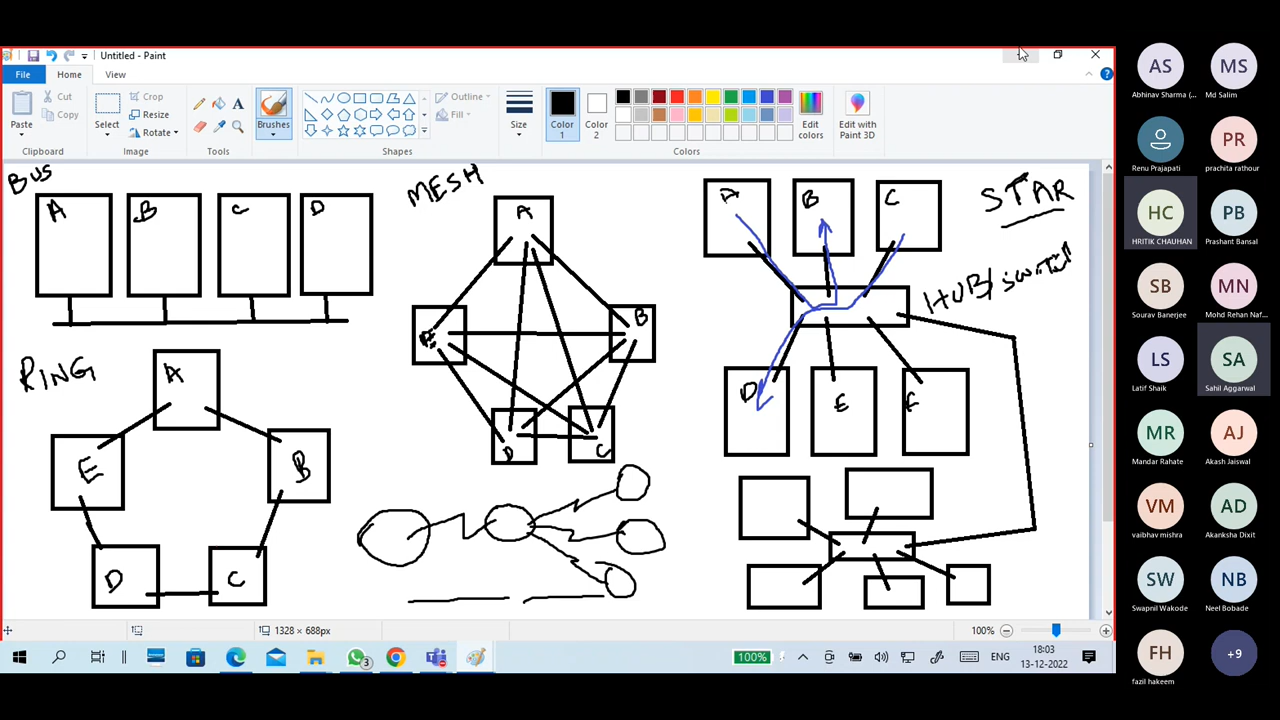 Untitled - Paint
File
Home
View
Paste
Cut
Copy
Clipboard
Select
Crop
Resize
Rotate
Image
Tools
Brushes
Outline
Fill
Shapes
Size
Color 1
Color 2
Colors
Edit colors
Edit with Paint 3D
BUS
A
B
C
D
RING
A
E
B
D
C
MESH
A
E
B
D
C
STAR
HUB/switch
A
B
C
D
E
F
1328 × 688px
100%
100%
ENG
18:03
13-12-2022
3
AS
Abhinav Sharma (...
MS
Md Salim
Renu Prajapati
PR
prachita rathour
HC
HRITIK CHAUHAN
PB
Prashant Bansal
SB
Sourav Banerjee
MN
Mohd Rehan Naf...
LS
Latif Shaik
SA
Sahil Aggarwal
MR
Mandar Rahate
AJ
Akash Jaiswal
VM
vaibhav mishra
AD
Akanksha Dixit
SW
Swapnil Wakode
NB
Neel Bobade
FH
fazil hakeem
+9